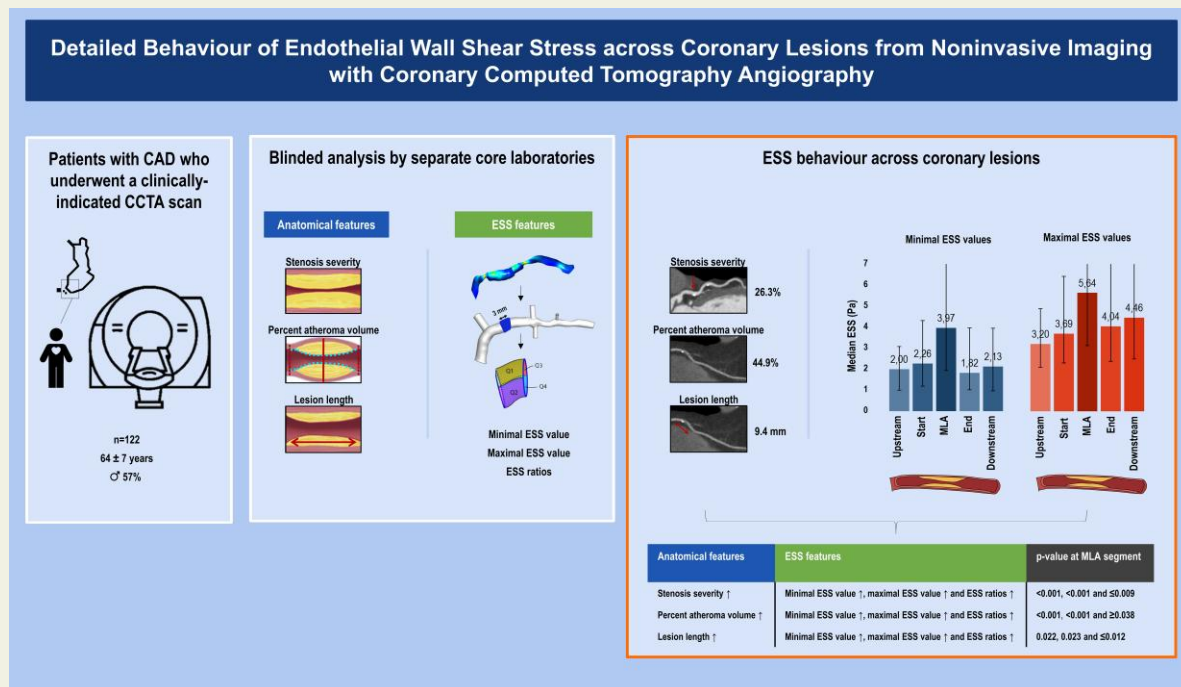 Detailed Behaviour of Endothelial Wall Shear Stress across Coronary Lesions from Noninvasive Imaging
with Coronary Computed Tomography Angiography
Patients with CAD who
underwent a clinically-
indicated CCTA scan
n=122
64 ± 7 years
♂ 57%
Blinded analysis by separate core laboratories
Anatomical features
ESS features
Stenosis severity
Percent atheroma volume
Lesion length
3 mm
Q1
Q3
Q2
Q4
Minimal ESS value
Maximal ESS value
ESS ratios
ESS behaviour across coronary lesions
Stenosis severity
26.3%
Percent atheroma volume
44.9%
Lesion length
9.4 mm
Minimal ESS values
Maximal ESS values
Median ESS (Pa)
7
6
5
4
3
2
1
0
2,00
2,26
3,97
1,82
2,13
3,20
3,69
5,64
4,04
4,46
Upstream
Start
MLA
End
Downstream
Upstream
Start
MLA
End
Downstream
Anatomical features ESS features p-value at MLA segment
Stenosis severity ↑ Minimal ESS value ↑, maximal ESS value ↑ and ESS ratios ↑ <0.001, <0.001 and ≤0.009
Percent atheroma volume ↑ Minimal ESS value ↑, maximal ESS value ↑ and ESS ratios ↑ <0.001, <0.001 and ≥0.038
Lesion length ↑ Minimal ESS value ↑, maximal ESS value ↑ and ESS ratios ↑ 0.022, 0.023 and ≤0.012